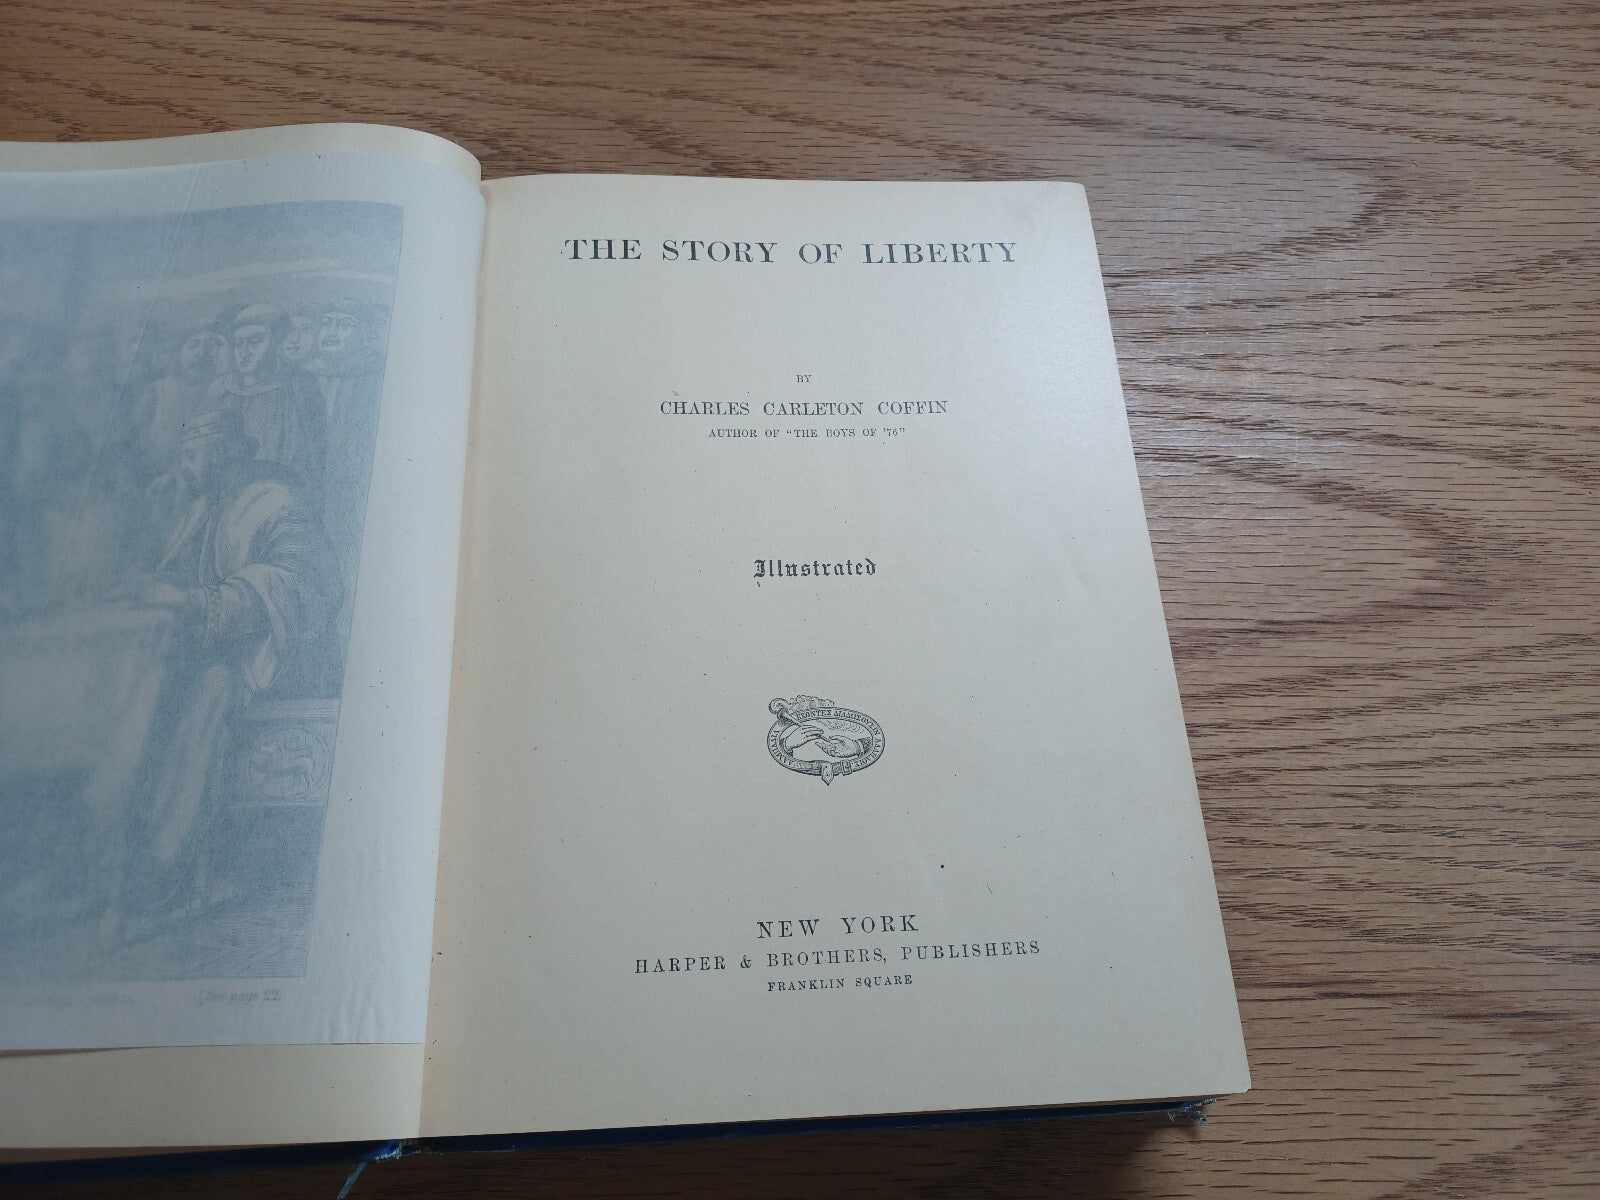 THE STORY OF LIBERTY
BY
CHARLES CARLETON COFFIN
AUTHOR OF "THE BOYS OF '76"
Illustrated
NEW YORK
HARPER & BROTHERS, PUBLISHERS
FRANKLIN SQUARE
[See page 22.